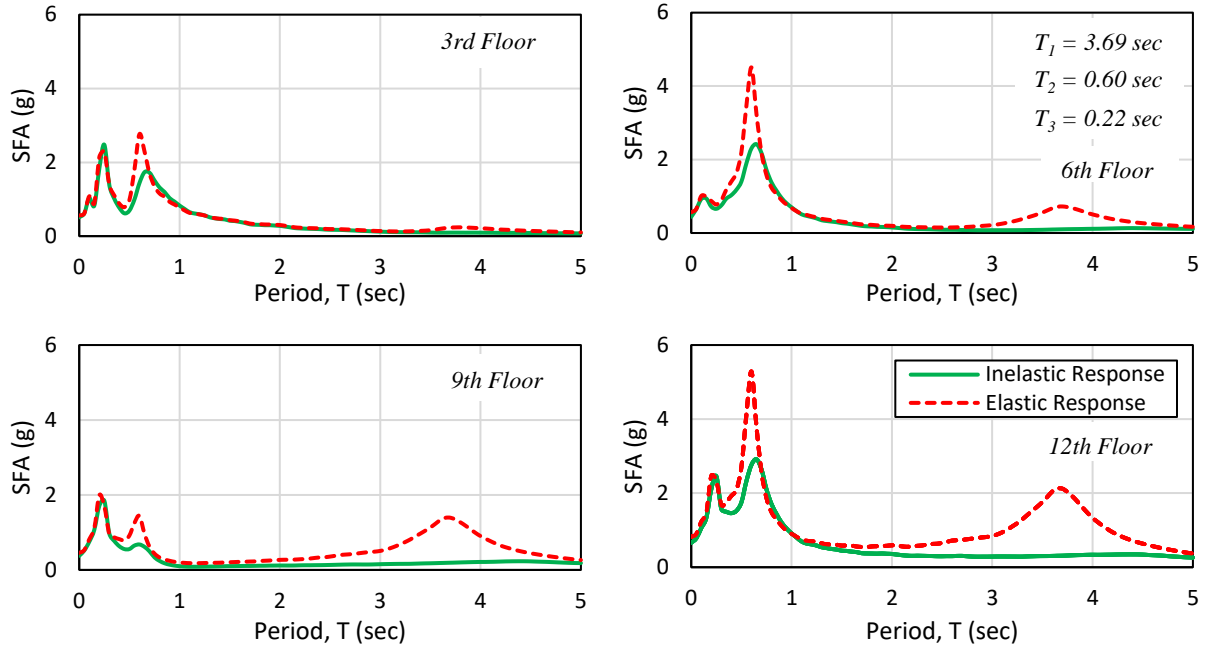 6
4
2
0
SFA (g)
3rd Floor
0 1 2 3 4 5
Period, T (sec)
6
4
2
0
SFA (g)
T1 = 3.69 sec
T2 = 0.60 sec
T3 = 0.22 sec
6th Floor
0 1 2 3 4 5
Period, T (sec)
6
4
2
0
SFA (g)
9th Floor
0 1 2 3 4 5
Period, T (sec)
6
4
2
0
SFA (g)
Inelastic Response
Elastic Response
12th Floor
0 1 2 3 4 5
Period, T (sec)